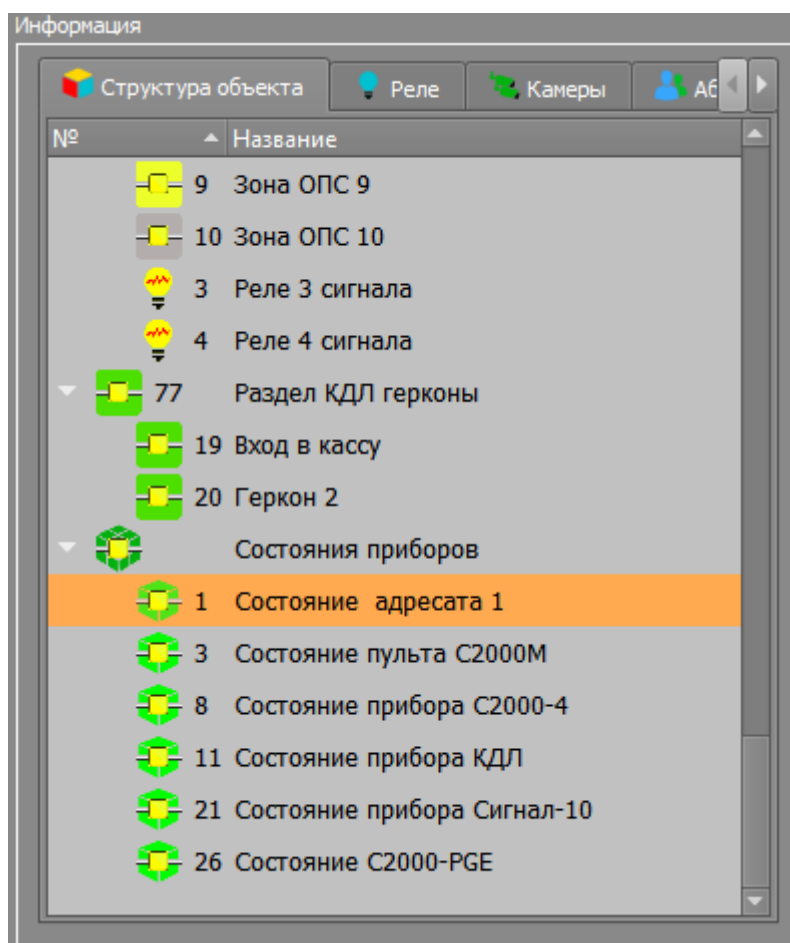 Информация
Структура объекта Реле Камеры Аб
№ Название
9 Зона ОПС 9
10 Зона ОПС 10
3 Реле 3 сигнала
4 Реле 4 сигнала
77 Раздел КДЛ герконы
19 Вход в кассу
20 Геркон 2
Состояния приборов
1 Состояние адресата 1
3 Состояние пульта С2000М
8 Состояние прибора С2000-4
11 Состояние прибора КДЛ
21 Состояние прибора Сигнал-10
26 Состояние С2000-PGE